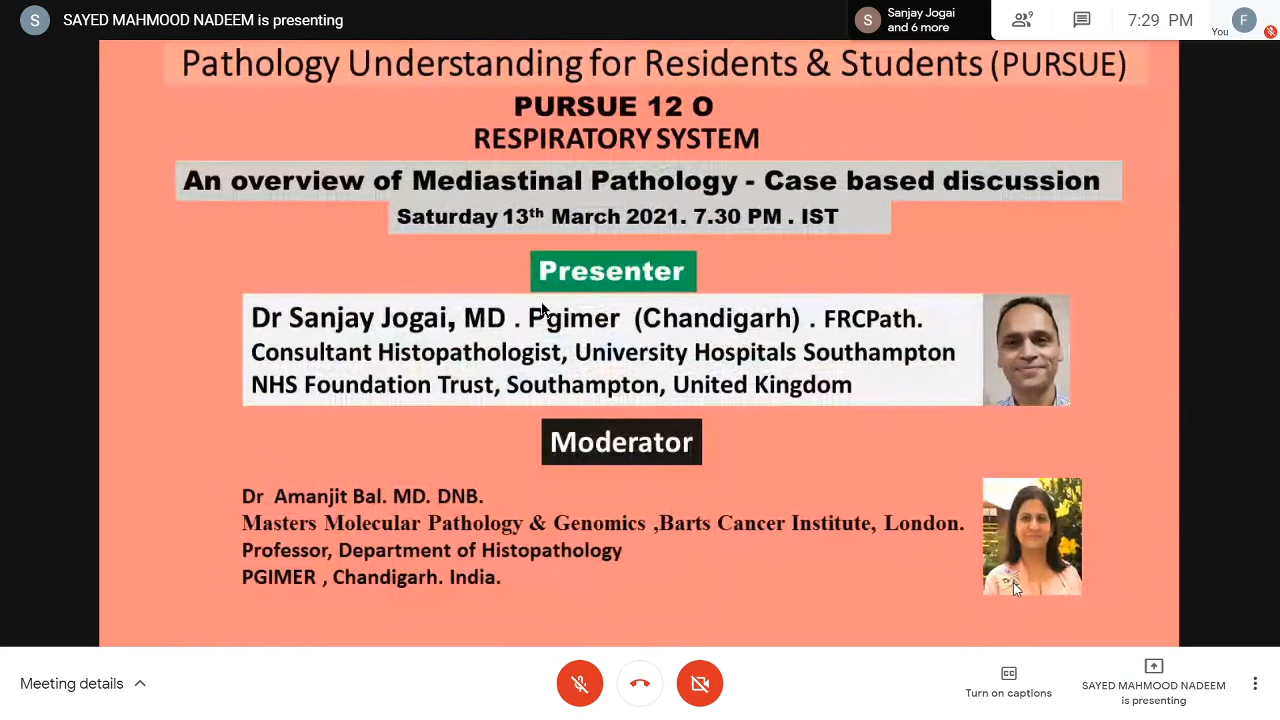 S SAYED MAHMOOD NADEEM is presenting
S Sanjay Jogai
and 6 more
9
7:29 PM
You F
Pathology Understanding for Residents & Students (PURSUE)
PURSUE 12 O
RESPIRATORY SYSTEM
An overview of Mediastinal Pathology - Case based discussion
Saturday 13th March 2021. 7.30 PM . IST
Presenter
Dr Sanjay Jogai, MD . Pgimer (Chandigarh) . FRCPath.
Consultant Histopathologist, University Hospitals Southampton
NHS Foundation Trust, Southampton, United Kingdom
Moderator
Dr Amanjit Bal. MD. DNB.
Masters Molecular Pathology & Genomics ,Barts Cancer Institute, London.
Professor, Department of Histopathology
PGIMER , Chandigarh. India.
Meeting details
CC
Turn on captions
SAYED MAHMOOD NADEEM
is presenting